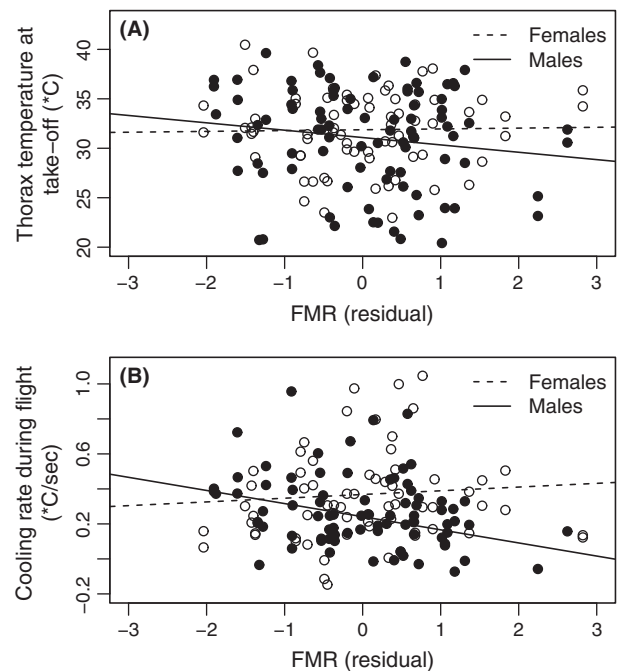 (A)
Females
Males
Thorax temperature at
take–off (*C)
40
35
30
25
20
−3 −2 −1 0 1 2 3
FMR (residual)
(B)
Females
Males
Cooling rate during flight
(*C/sec)
1.0
0.6
0.2
−0.2
−3 −2 −1 0 1 2 3
FMR (residual)